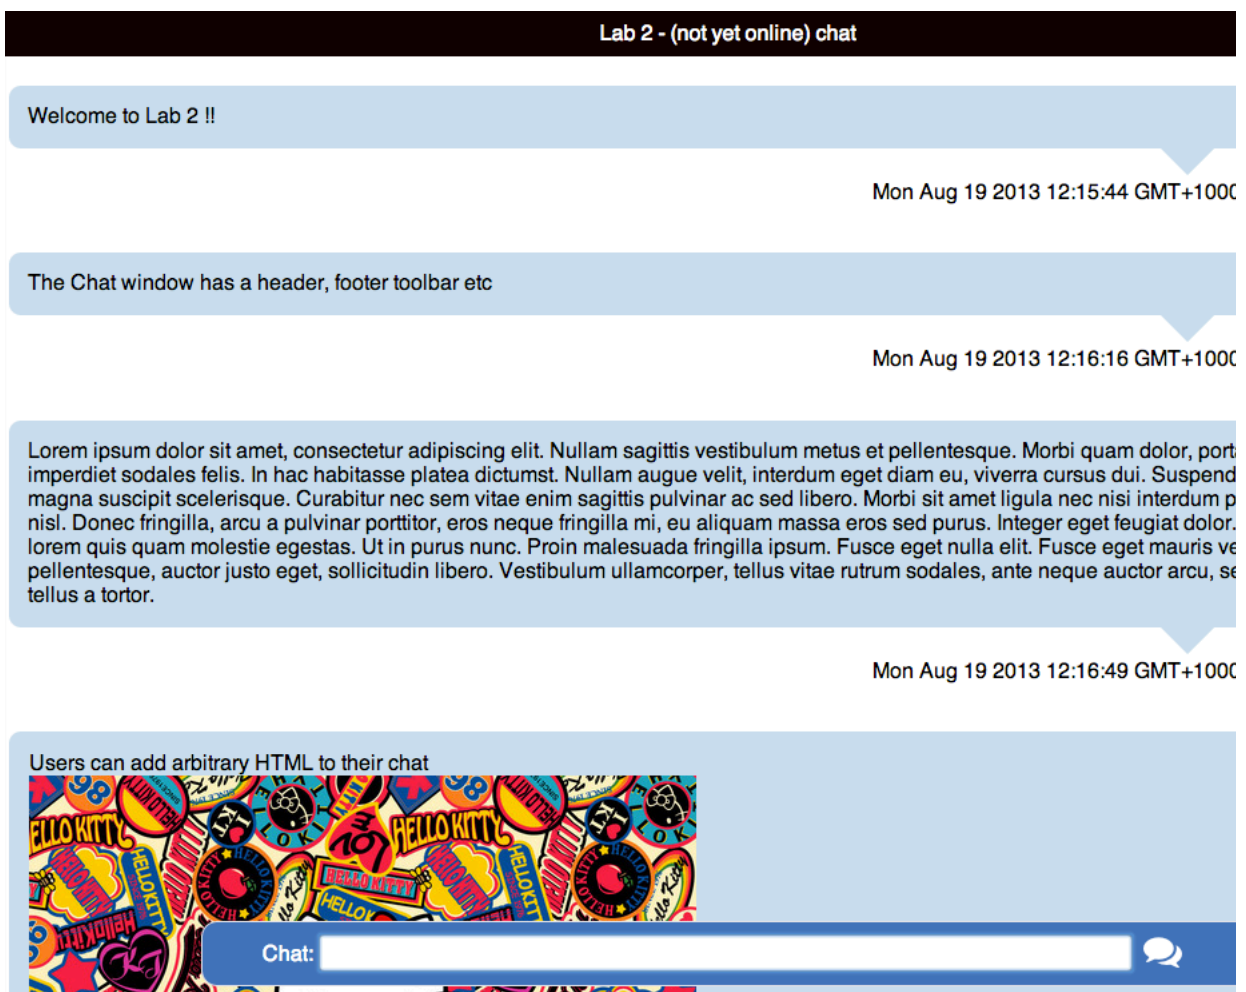 Lab 2 - (not yet online) chat
Welcome to Lab 2 !!
Mon Aug 19 2013 12:15:44 GMT+1000
The Chat window has a header, footer toolbar etc
Mon Aug 19 2013 12:16:16 GMT+1000
Lorem ipsum dolor sit amet, consectetur adipiscing elit. Nullam sagittis vestibulum metus et pellentesque. Morbi quam dolor,
imperdiet sodales felis. In hac habitasse platea dictumst. Nullam augue velit, interdum eget diam eu, viverra cursus dui.
magna suscipit scelerisque. Curabitur nec sem vitae enim sagittis pulvinar ac sed libero. Morbi sit amet ligula nec nisi interdum
nisl. Donec fringilla, arcu a pulvinar porttitor, eros neque fringilla mi, eu aliquam massa eros sed purus. Integer eget feugiat dolor.
lorem quis quam molestie egestas. Ut in purus nunc. Proin malesuada fringilla ipsum. Fusce eget nulla elit. Fusce eget mauris
pellentesque, auctor justo eget, sollicitudin libero. Vestibulum ullamcorper, tellus vitae rutrum sodales, ante neque auctor arcu,
tellus a tortor.
Mon Aug 19 2013 12:16:49 GMT+1000
Users can add arbitrary HTML to their chat
HELLO KITTY
HELLO KITTY
HELLO KITTY
Chat: